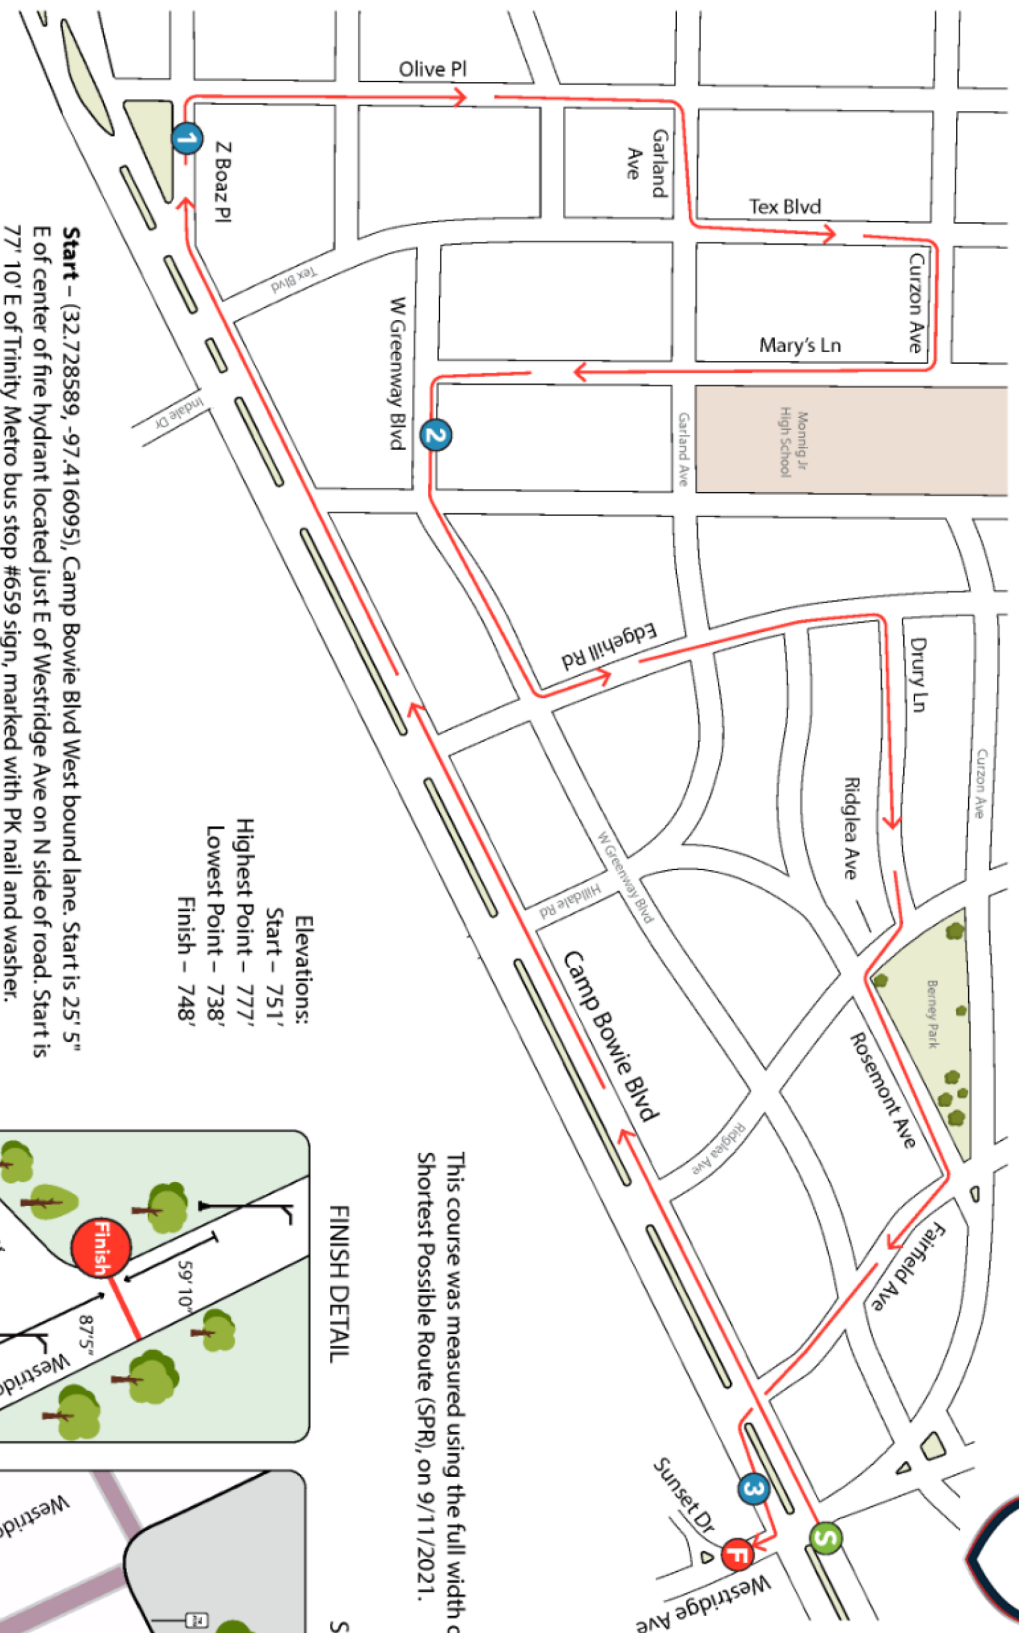 Olive Pl
Garland
Ave
Tex Blvd
Curzon Ave
Mary's Ln
Z Boaz Pl
1
Tex Blvd
W Greenway Blvd
2
Garland Ave
Monnig Jr
High School
Indale Dr
Edgehill Rd
Drury Ln
Curzon Ave
Ridglea Ave
W Greenway Blvd
Hilldale Rd
Berney Park
Rosemont Ave
Camp Bowie Blvd
Ridglea Ave
Fairfield Ave
3
S
Sunset Dr
F
Westridge Ave
Start – (32.728589, -97.416095), Camp Bowie Blvd West bound lane. Start is 25' 5"
E of center of fire hydrant located just E of Westridge Ave on N side of road. Start is
77' 10' E of Trinity Metro bus stop #659 sign, marked with PK nail and washer.
Elevations:
Start – 751'
Highest Point – 777'
Lowest Point – 738'
Finish – 748'
This course was measured using the full width
Shortest Possible Route (SPR), on 9/11/2021.
FINISH DETAIL
Finish
59' 10"
87'5"